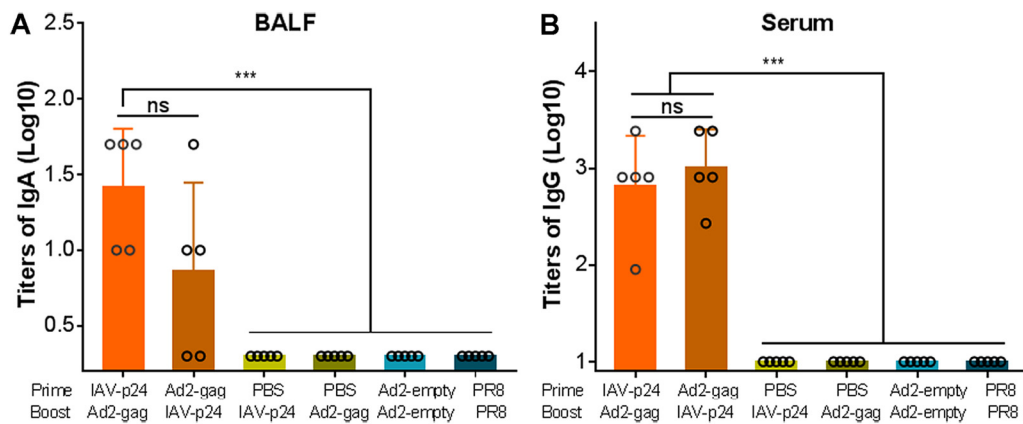 A
BALF
Titers of IgA (Log10)
2.5
2.0
1.5
1.0
0.5
***
ns
Prime IAV-p24 Ad2-gag PBS PBS Ad2-empty PR8
Boost Ad2-gag IAV-p24 IAV-p24 Ad2-gag Ad2-empty PR8
B
Serum
Titers of IgG (Log10)
4
3
2
1
***
ns
Prime IAV-p24 Ad2-gag PBS PBS Ad2-empty PR8
Boost Ad2-gag IAV-p24 IAV-p24 Ad2-gag Ad2-empty PR8